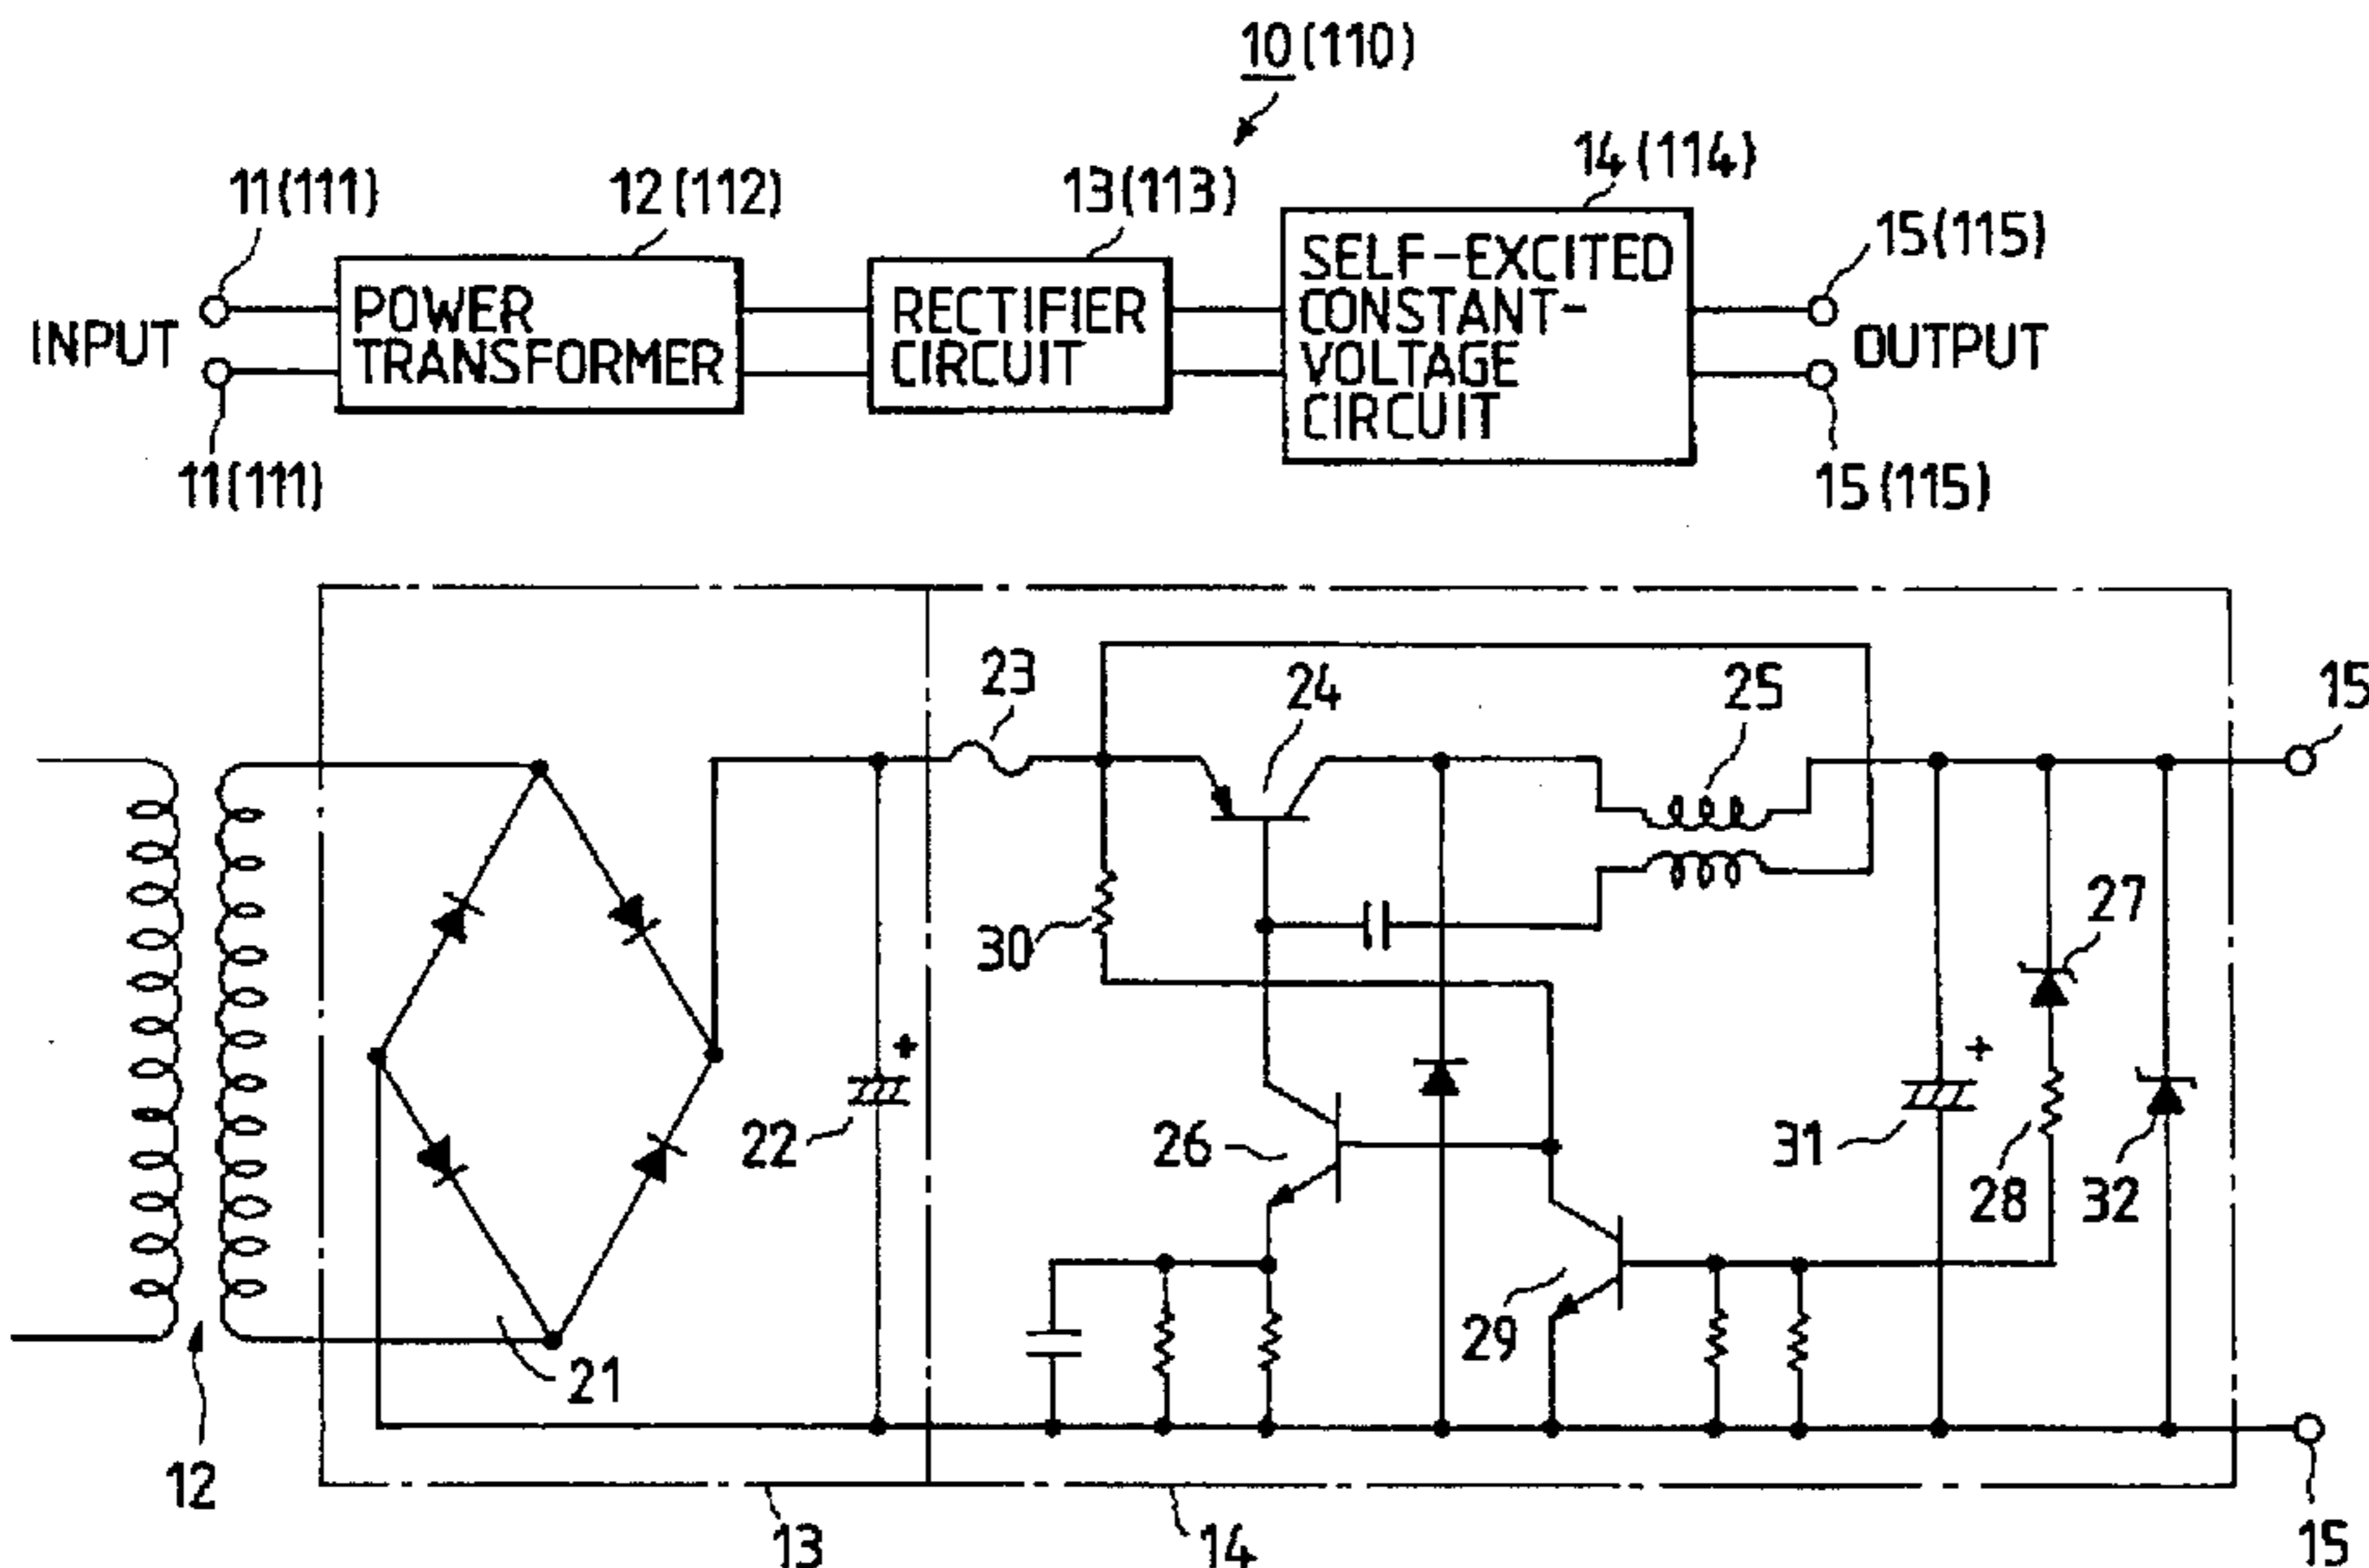 10(110)
11(111)
12(112)
13(113)
14(114)
15(115)
INPUT
POWER
TRANSFORMER
RECTIFIER
CIRCUIT
SELF-EXCITED
CONSTANT-
VOLTAGE
CIRCUIT
OUTPUT
11(111)
15(115)
23
24
25
15
27
30
+
+
22
26
31
28
32
29
21
12
13
14
15